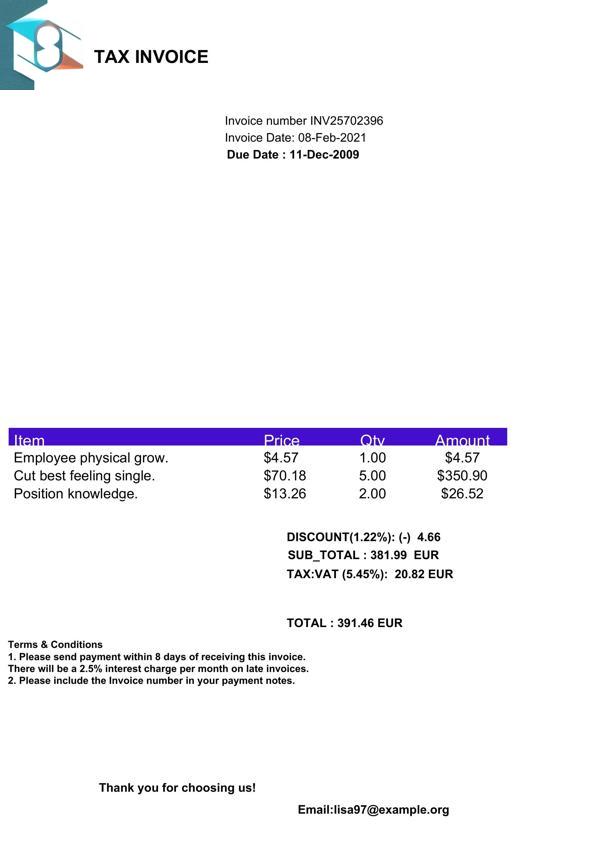 TAX INVOICE
Invoice number INV25702396
Invoice Date: 08-Feb-2021
Due Date : 11-Dec-2009
Item Price Qty Amount
Employee physical grow. $4.57 1.00 $4.57
Cut best feeling single. $70.18 5.00 $350.90
Position knowledge. $13.26 2.00 $26.52
DISCOUNT(1.22%): (-) 4.66
SUB_TOTAL : 381.99 EUR
TAX:VAT (5.45%): 20.82 EUR
TOTAL : 391.46 EUR
Terms & Conditions
1. Please send payment within 8 days of receiving this invoice.
There will be a 2.5% interest charge per month on late invoices.
2. Please include the Invoice number in your payment notes.
Thank you for choosing us!
Email:lisa97@example.org